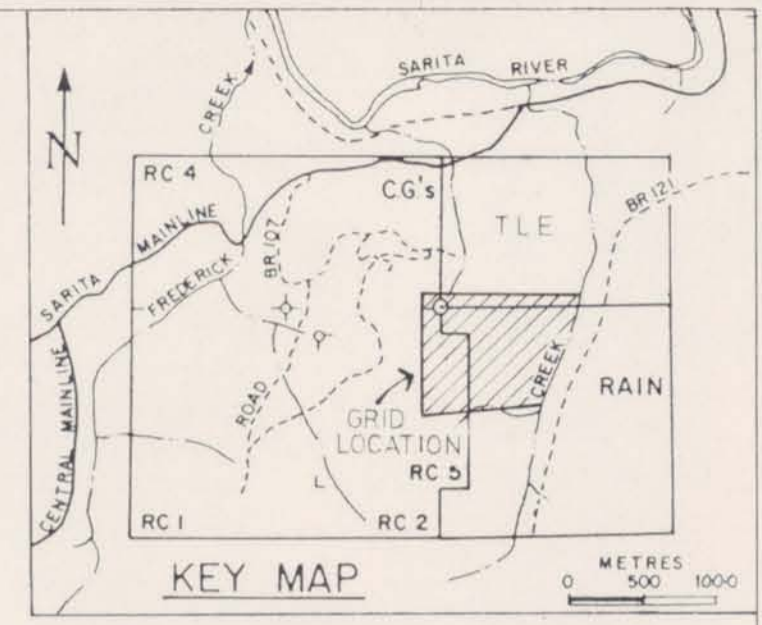 SARITA RIVER
CREEK
N
RC 4
C.G's
BR. 121
TLE
SARITA MAINLINE
BR. 107
FREDERICK
CENTRAL MAINLINE
ROAD
CREEK
RAIN
GRID
LOCATION
RC 5
L
RC 1
RC 2
KEY MAP
METRES
0 500 1000